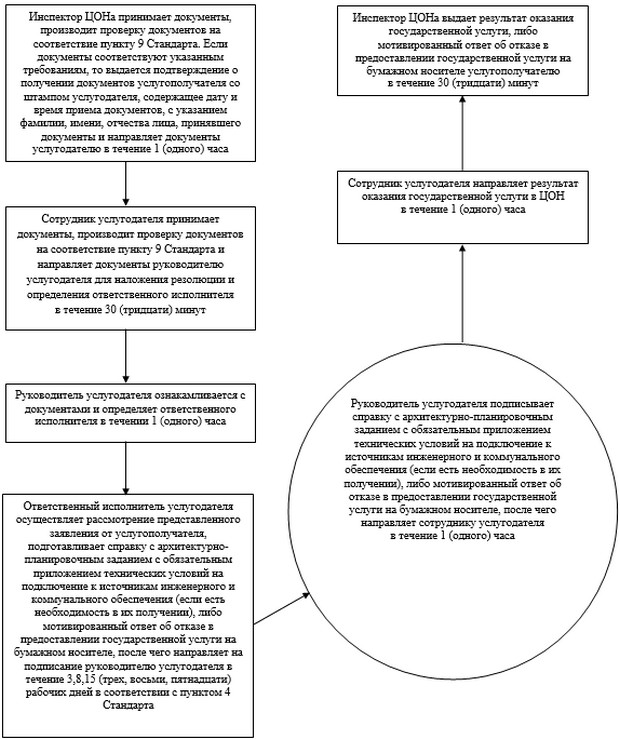 Инспектор ЦОНа принимает документы,
производит проверку документов на
соответствие пункту 9 Стандарта. Если
документы соответствуют указанным
требованиям, то выдается подтверждение о
получении документов услугополучателя со
штампом услугодателя, содержащее дату и
время приема документов, с указанием
фамилии, имени, отчества лица, принявшего
документы и направляет документы
услугодателю в течение 1 (одного) часа
Сотрудник услугодателя принимает
документы, производит проверку документов
на соответствие пункту 9 Стандарта и
направляет документы руководителю
услугодателя для наложения резолюции и
определения ответственного исполнителя
в течение 30 (тридцати) минут
Руководитель услугодателя ознакамливается с
документами и определяет ответственного
исполнителя в течение 1 (одного) часа
Ответственный исполнитель услугодателя
осуществляет рассмотрение представленного
заявления от услугополучателя,
подготавливает справку с архитектурно-
планировочным заданием с обязательным
приложением технических условий на
подключение к источникам инженерного и
коммунального обеспечения (если есть
необходимость в их получении), либо
мотивированный ответ об отказе в
предоставлении государственной услуги на
бумажном носителе, после чего направляет на
подписание руководителю услугодателя в
течение 3,8,15 (трех, восьми, пятнадцати)
рабочих дней в соответствии с пунктом 4
Стандарта
Руководитель услугодателя подписывает
справку с архитектурно-планировочным
заданием с обязательным приложением
технических условий на подключение к
источникам инженерного и коммунального
обеспечения (если есть необходимость в их
получении), либо мотивированный ответ об
отказе в предоставлении государственной
услуги на бумажном носителе, после чего
направляет сотруднику услугодателя
в течение 1 (одного) часа
Сотрудник услугодателя направляет результат
оказания государственной услуги в ЦОН
в течение 1 (одного) часа
Инспектор ЦОНа выдает результат оказания
государственной услуги, либо
мотивированный ответ об отказе в
предоставлении государственной услуги на
бумажном носителе услугополучателю
в течение 30 (тридцати) минут